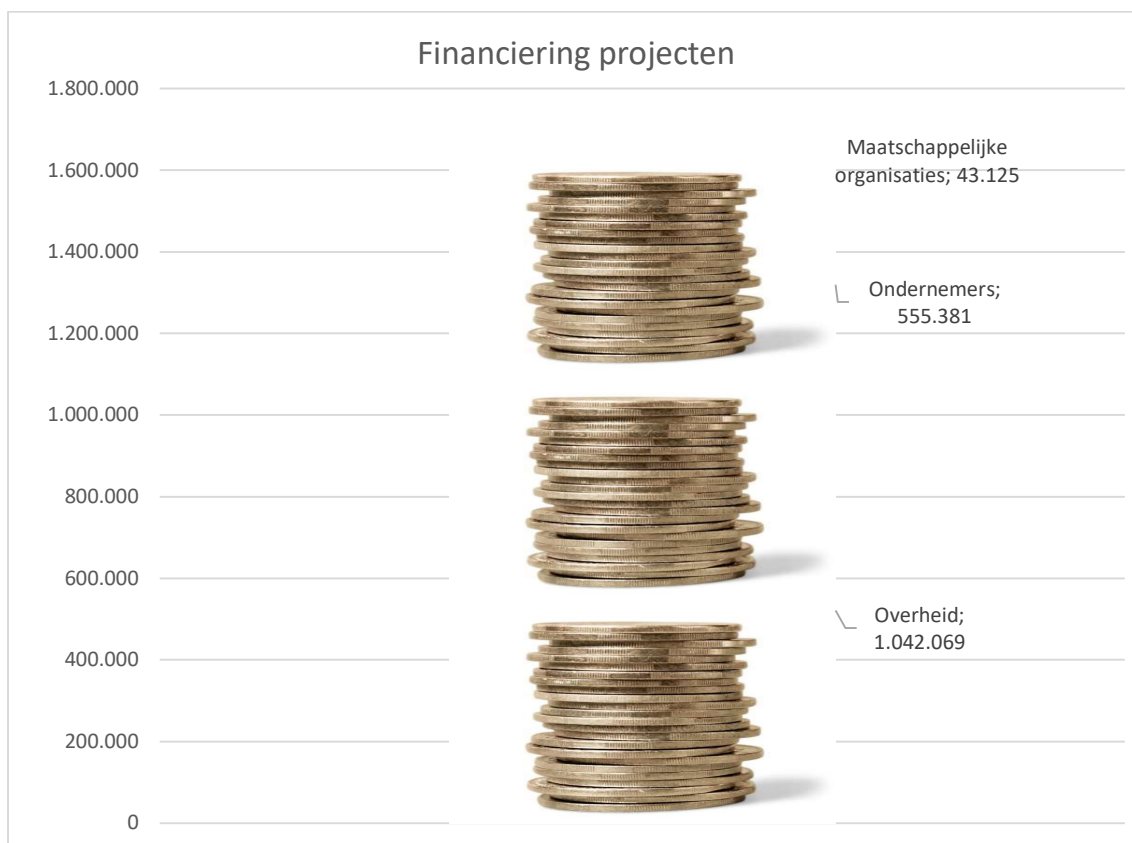 Financiering projecten
1.800.000
1.600.000
1.400.000
1.200.000
1.000.000
800.000
600.000
400.000
200.000
0
Maatschappelijke
organisaties; 43.125
Ondernemers;
555.381
Overheid;
1.042.069